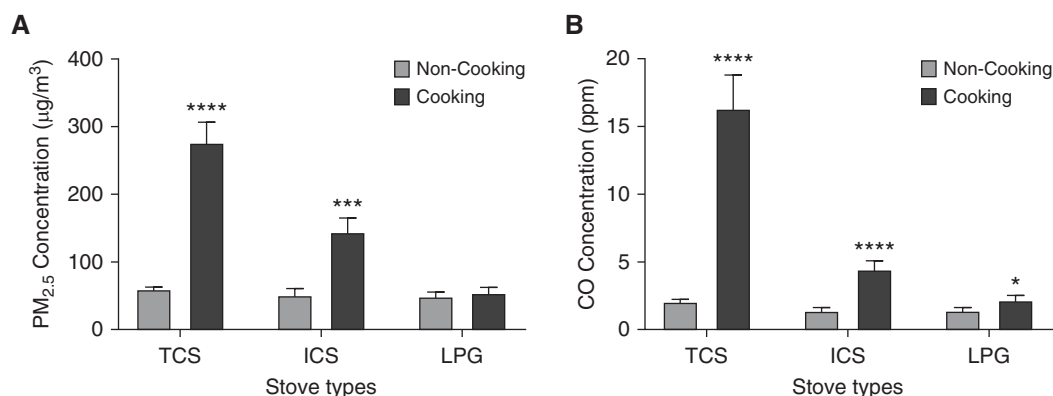 A
PM2.5 Concentration (µg/m3)
400
300
200
100
0
Non-Cooking
Cooking
****
***
TCS
ICS
LPG
Stove types
B
CO Concentration (ppm)
20
15
10
5
0
Non-Cooking
Cooking
****
****
*
TCS
ICS
LPG
Stove types